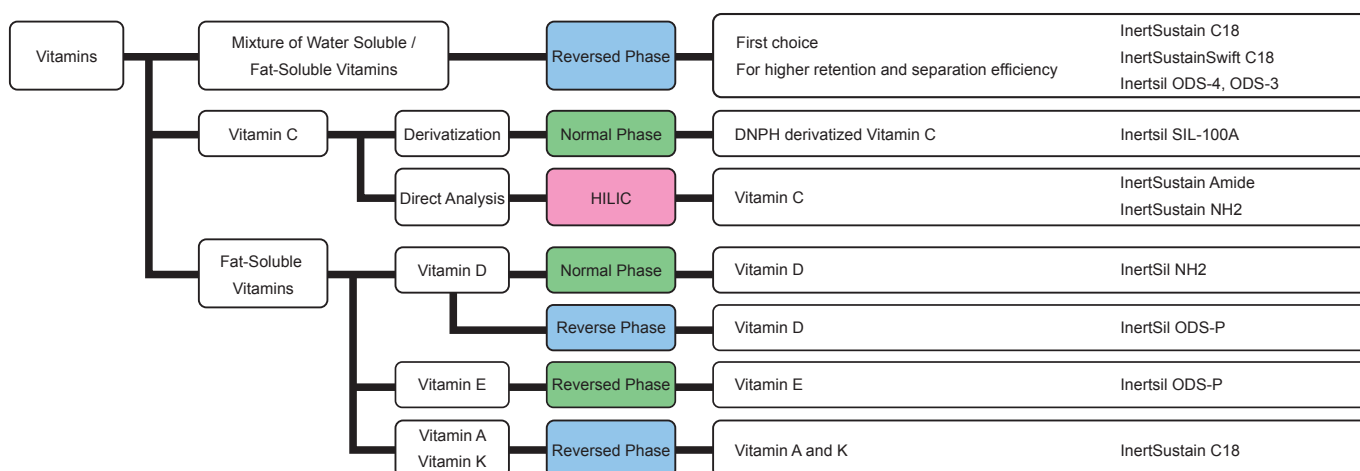 Vitamins
Mixture of Water Soluble /
Fat-Soluble Vitamins
Reversed Phase
First choice
For higher retention and separation efficiency
InertSustain C18
InertSustainSwift C18
Inertsil ODS-4, ODS-3
Vitamin C
Derivatization
Normal Phase
DNPH derivatized Vitamin C
Inertsil SIL-100A
Direct Analysis
HILIC
Vitamin C
InertSustain Amide
InertSustain NH2
Fat-Soluble
Vitamins
Vitamin D
Normal Phase
Vitamin D
InertSil NH2
Reverse Phase
Vitamin D
InertSil ODS-P
Vitamin E
Reversed Phase
Vitamin E
Inertsil ODS-P
Vitamin A
Vitamin K
Reversed Phase
Vitamin A and K
InertSustain C18